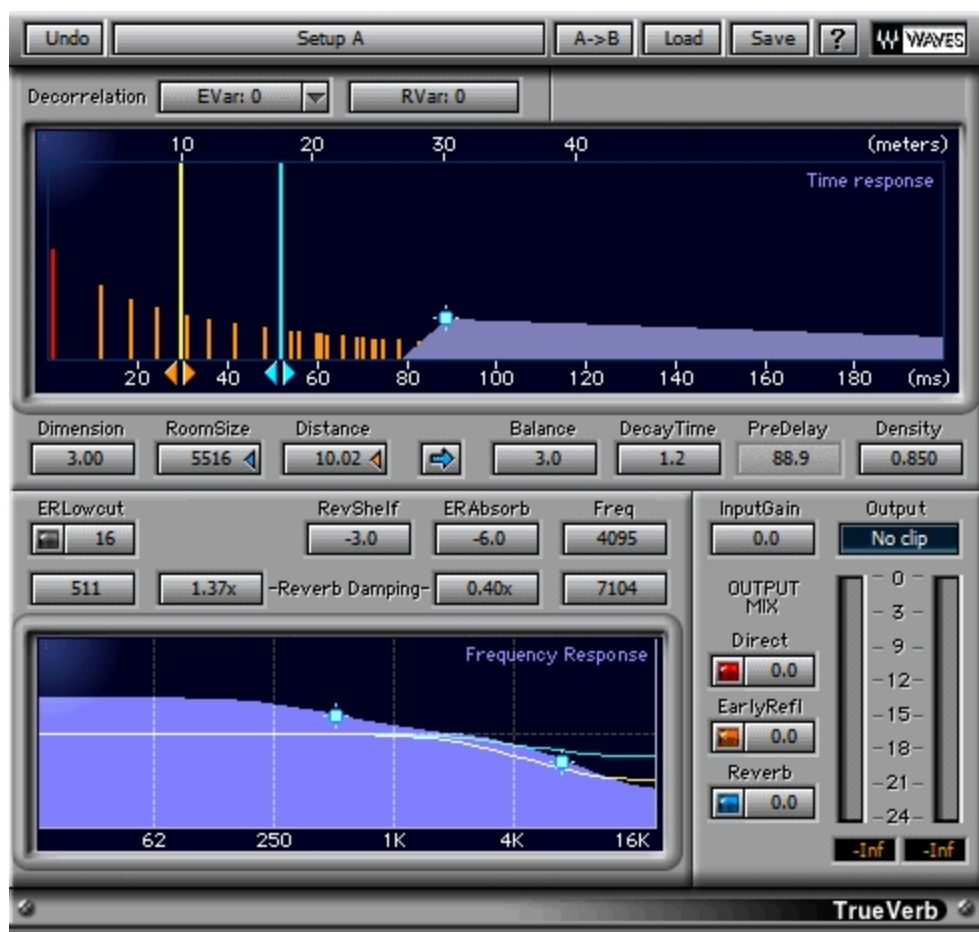 Undo Setup A A->B Load Save ? WAVES
Decorrelation EVar: 0 RVar: 0
10 20 30 40 (meters)
Time response
20 40 60 80 100 120 140 160 180 (ms)
Dimension RoomSize Distance Balance DecayTime PreDelay Density
3.00 5516 10.02 3.0 1.2 88.9 0.850
ERLowcut RevShelf ERAbsorb Freq InputGain Output
16 -3.0 -6.0 4095 0.0 No clip
511 1.37x -Reverb Damping- 0.40x 7104
Frequency Response
62 250 1K 4K 16K
OUTPUT
MIX
Direct
0.0
EarlyRefl
0.0
Reverb
0.0
- 0 -
- 3 -
- 9 -
-12-
-15-
-18-
-21-
-24-
-Inf -Inf
TrueVerb